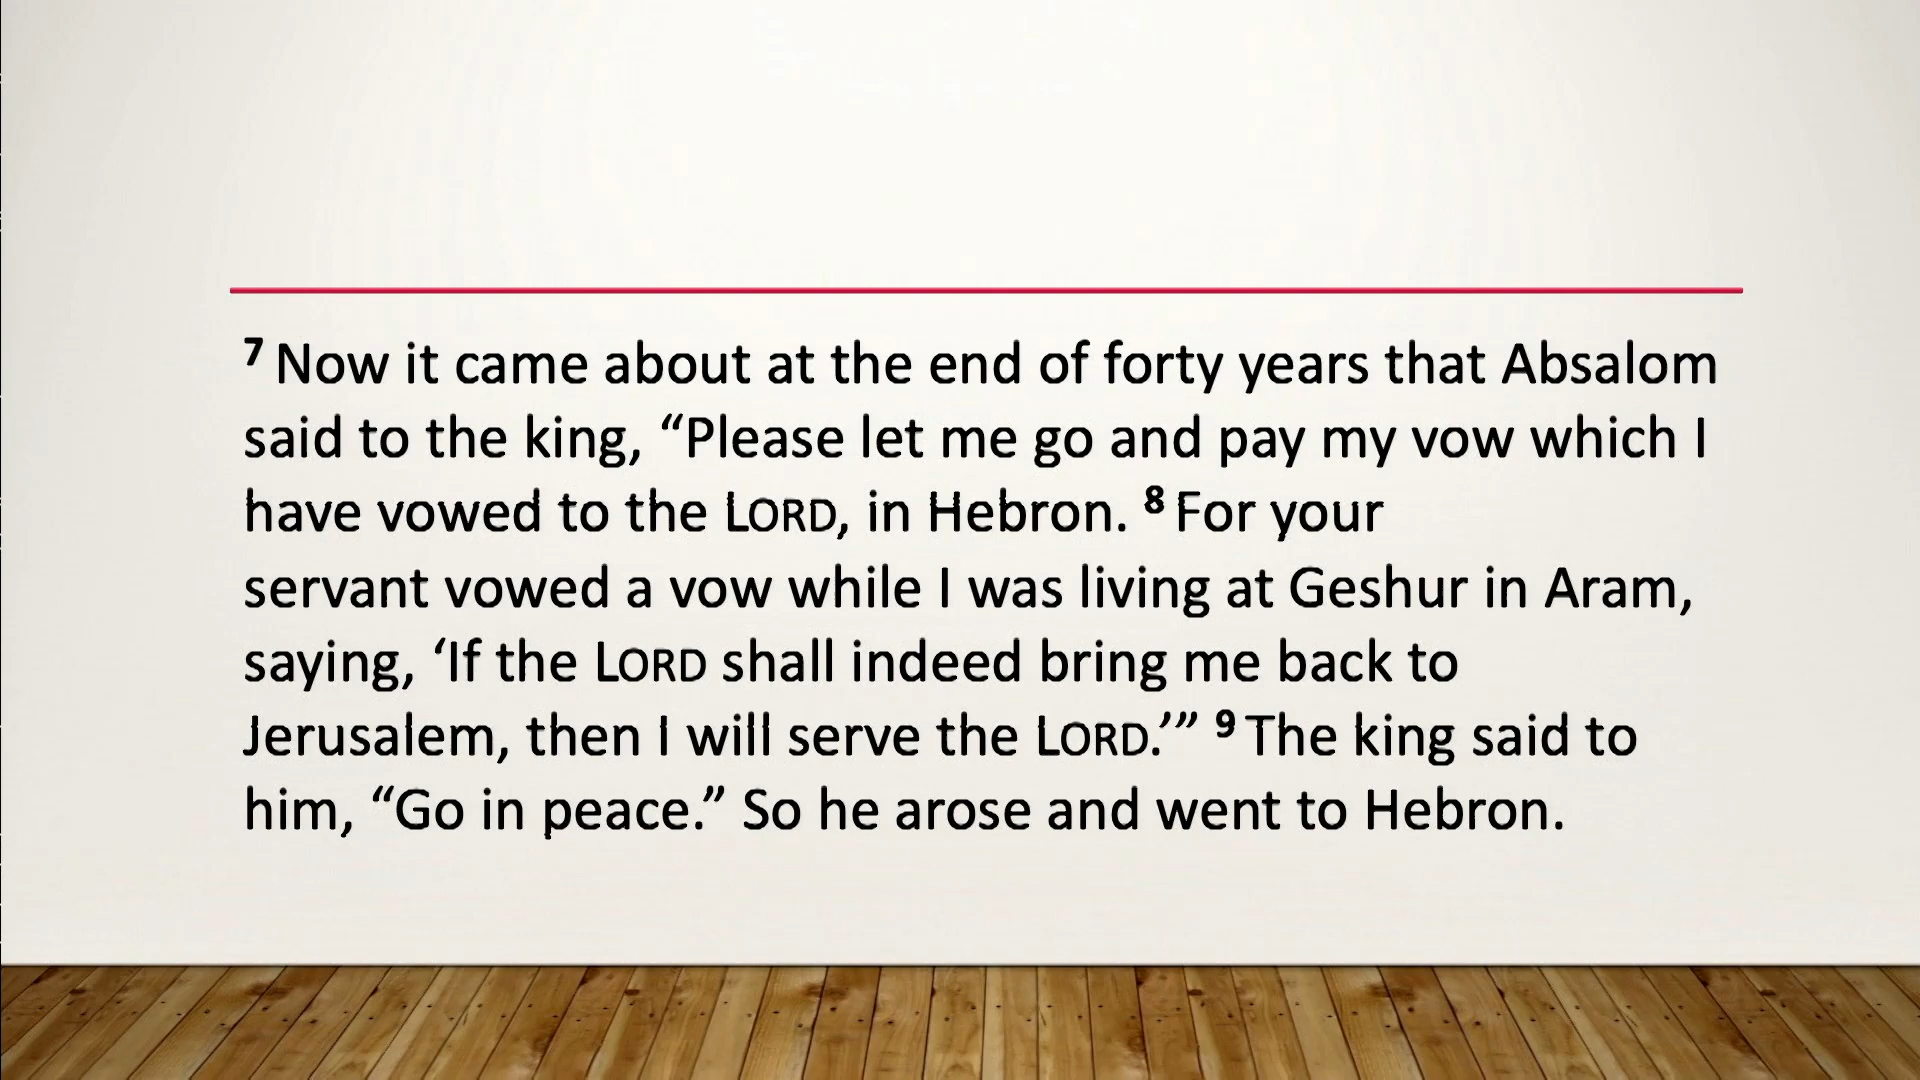 7 Now it came about at the end of forty years that Absalom
said to the king, “Please let me go and pay my vow which I
have vowed to the LORD, in Hebron. 8 For your
servant vowed a vow while I was living at Geshur in Aram,
saying, ‘If the LORD shall indeed bring me back to
Jerusalem, then I will serve the LORD.’” 9 The king said to
him, “Go in peace.” So he arose and went to Hebron.